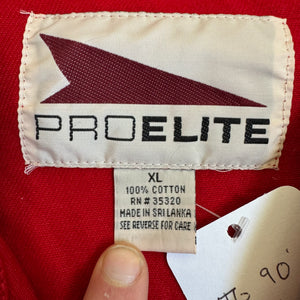 PROELITE
XL
100% COTTON
RN # 35320
MADE IN SRI LANKA
SEE REVERSE FOR CARE
90'